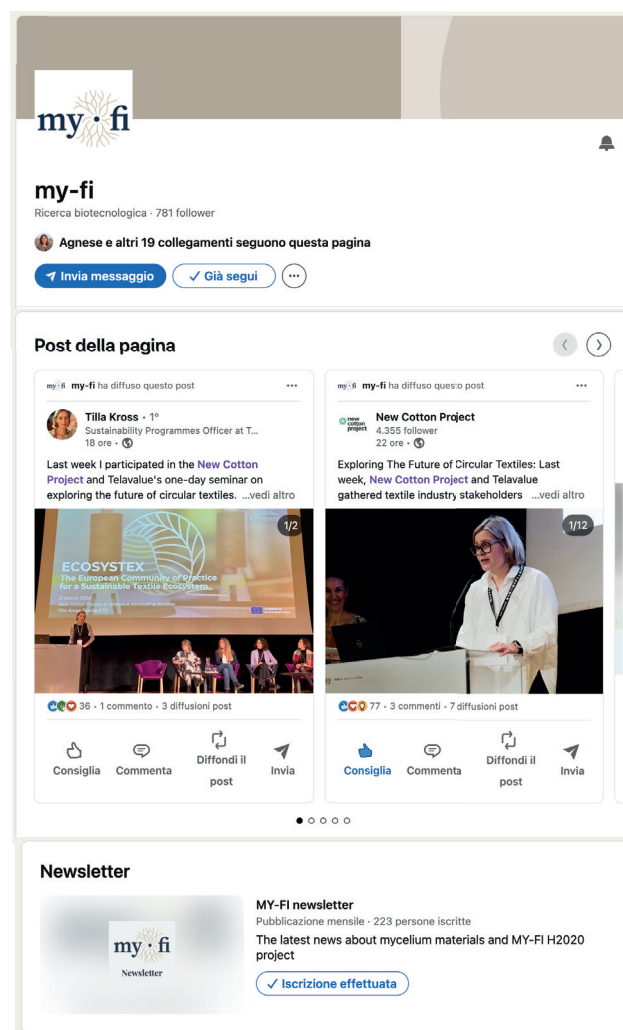 my fi
my-fi
Ricerca biotecnologica · 781 follower
Agnese e altri 19 collegamenti seguono questa pagina
Invia messaggio
Già segui
Post della pagina
my fi my-fi ha diffuso questo post
Tilla Kross · 1°
Sustainability Programmes Officer at T...
18 ore ·
Last week I participated in the New Cotton
Project and Telavalue's one-day seminar on
exploring the future of circular textiles. ...vedi altro
1/2
ECOSYSTEX
The European Community of Practice
for a Sustainable Textile Ecosystem
36 · 1 commento · 3 diffusioni post
Consiglia
Commenta
Diffondi il
post
Invia
my fi my-fi ha diffuso questo post
new
cotton
project
New Cotton Project
4.355 follower
22 ore ·
Exploring The Future of Circular Textiles: Last
week, New Cotton Project and Telavalue
gathered textile industry stakeholders ...vedi altro
1/12
77 · 3 commenti · 7 diffusioni post
Consiglia
Commenta
Diffondi il
post
Invia
Newsletter
my fi
Newsletter
MY-FI newsletter
Pubblicazione mensile · 223 persone iscritte
The latest news about mycelium materials and MY-FI H2020
project
Iscrizione effettuata